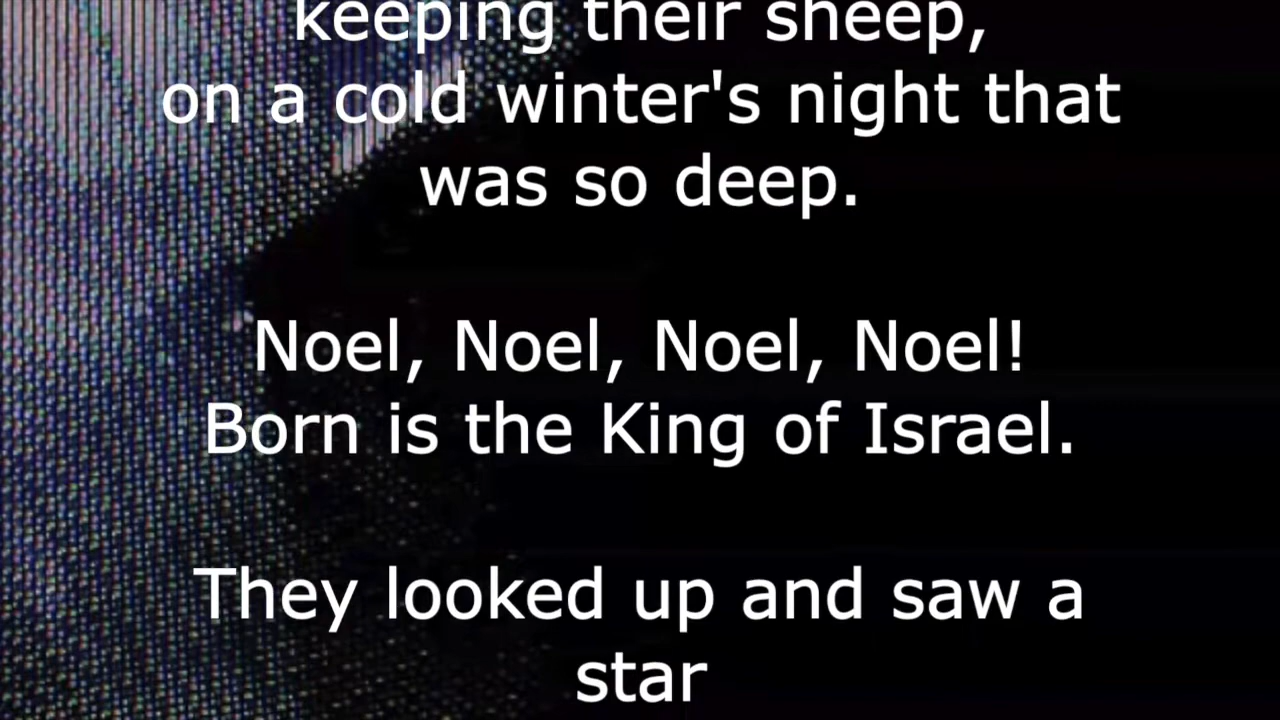 keeping their sheep,
on a cold winter's night that
was so deep.
Noel, Noel, Noel, Noel!
Born is the King of Israel.
They looked up and saw a
star